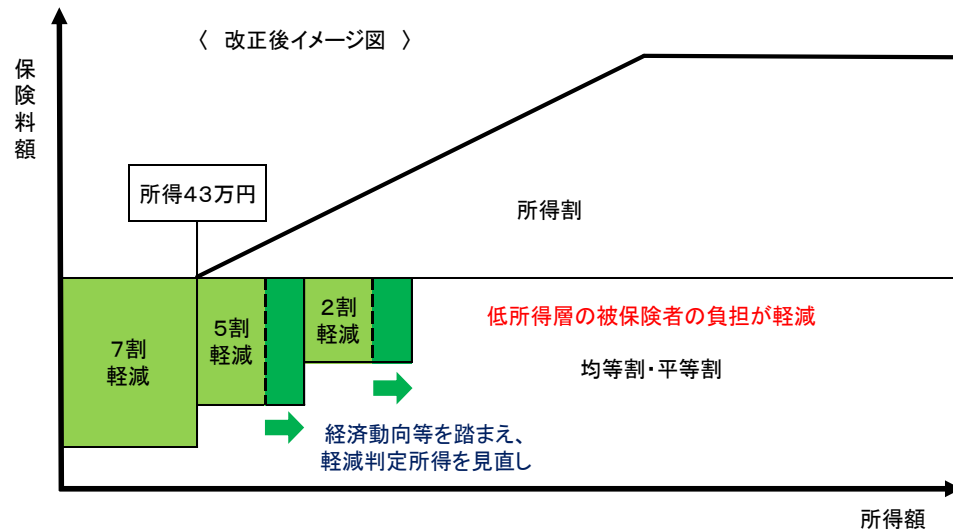 〈 改正後イメージ図 〉
保険料額
所得43万円
所得割
7割
軽減
5割
軽減
2割
軽減
低所得層の被保険者の負担が軽減
均等割・平等割
経済動向等を踏まえ、
軽減判定所得を見直し
所得額